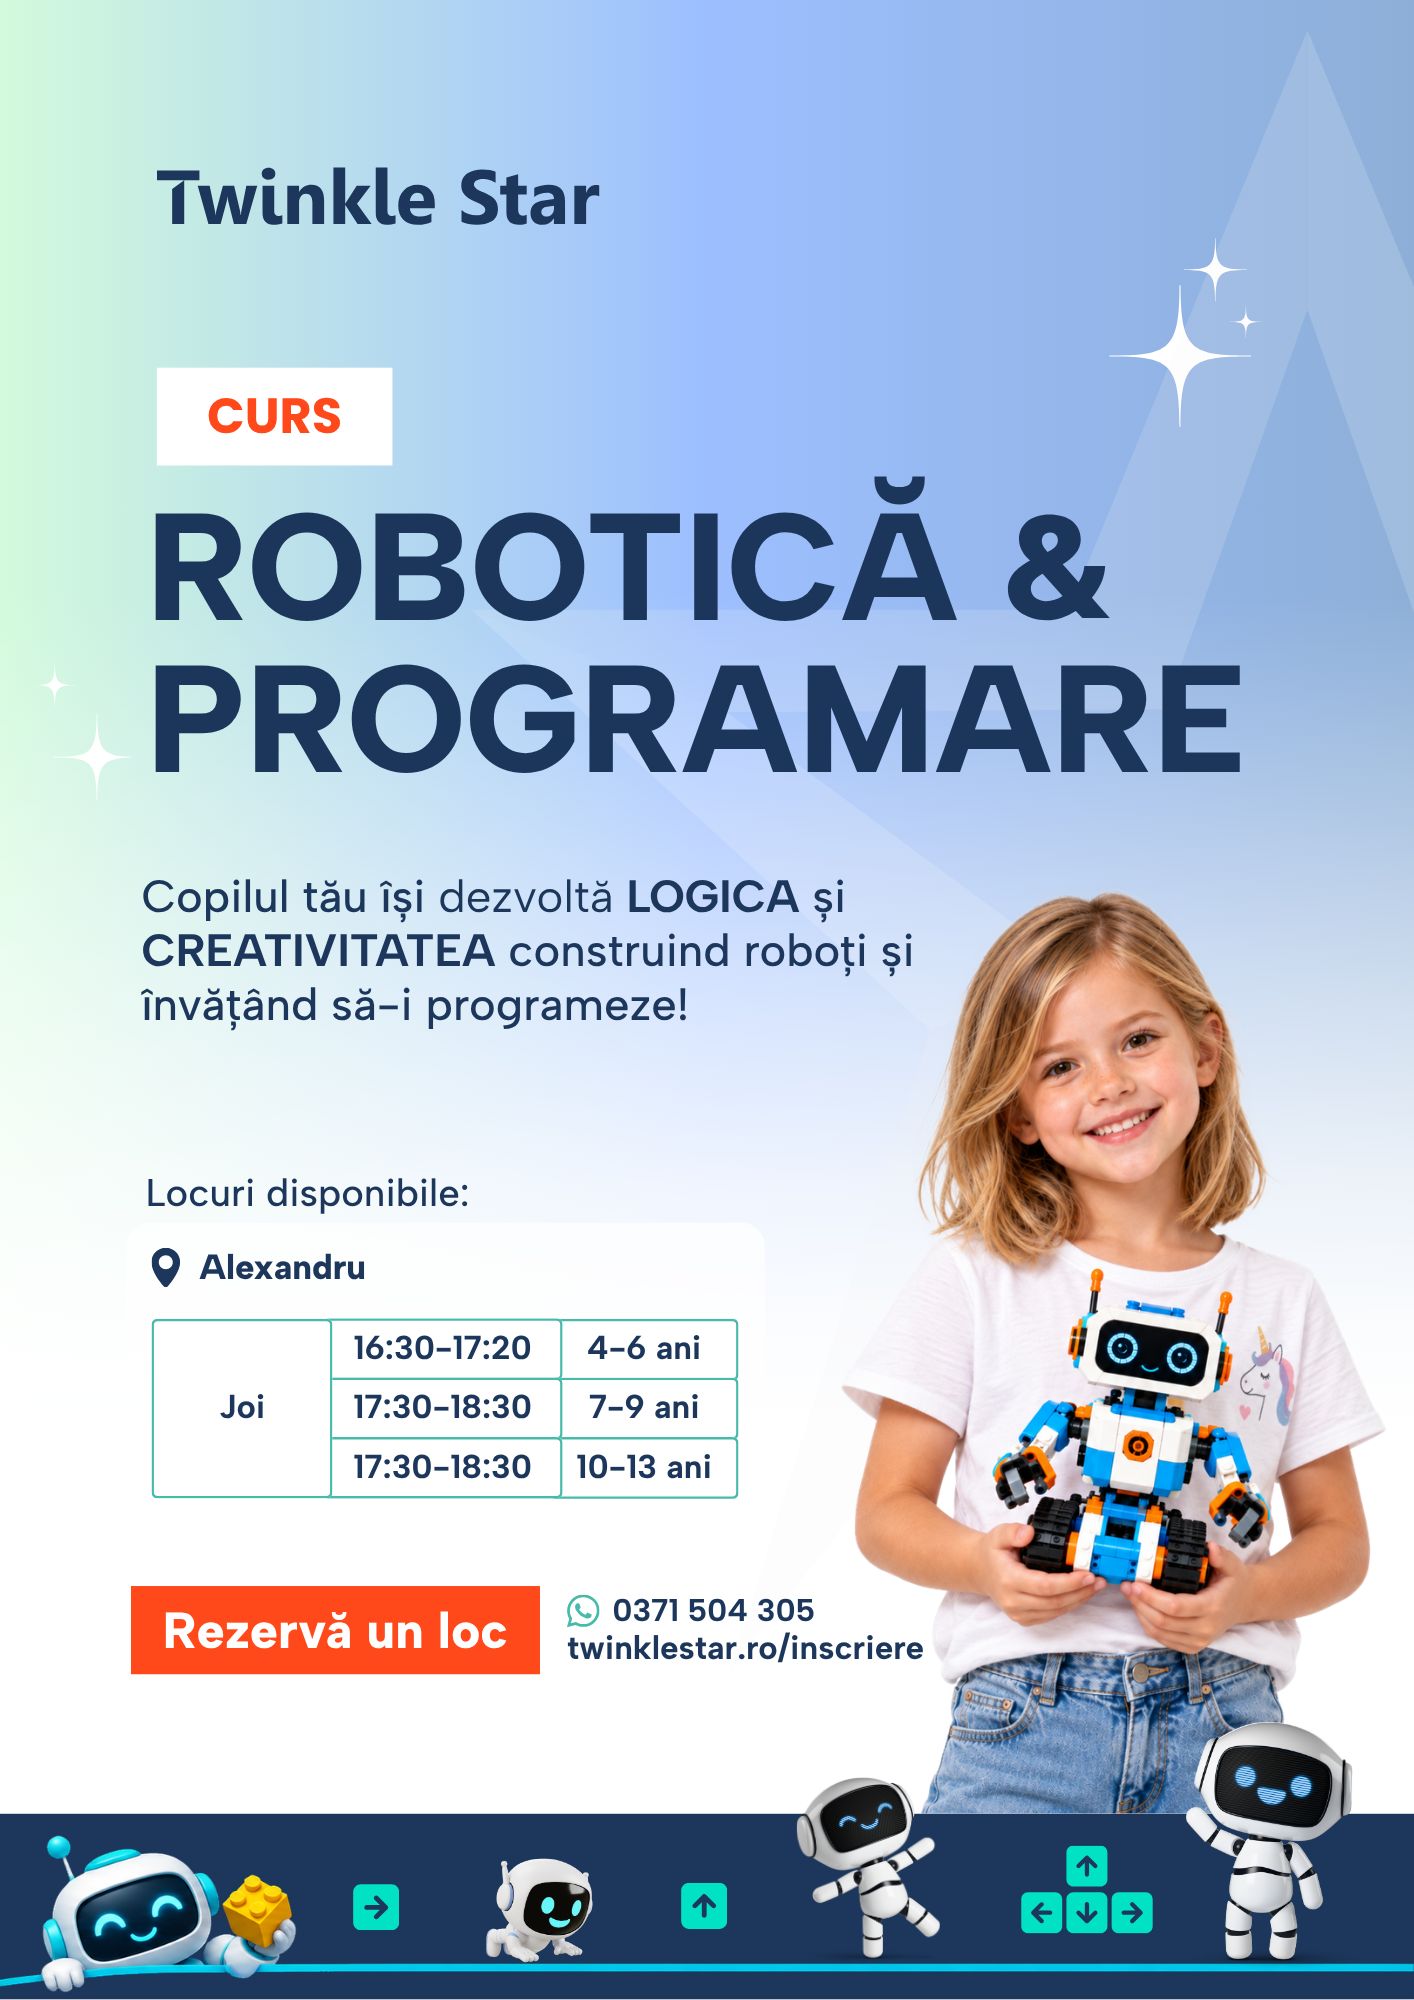 Twinkle Star
CURS
ROBOTICĂ &
PROGRAMARE
Copilul tău își dezvoltă LOGICA și
CREATIVITATEA construind roboți și
învățând să-i programeze!
Locuri disponibile:
Alexandru
Joi
16:30-17:20 4-6 ani
17:30-18:30 7-9 ani
17:30-18:30 10-13 ani
Rezervă un loc
0371 504 305
twinklestar.ro/inscriere